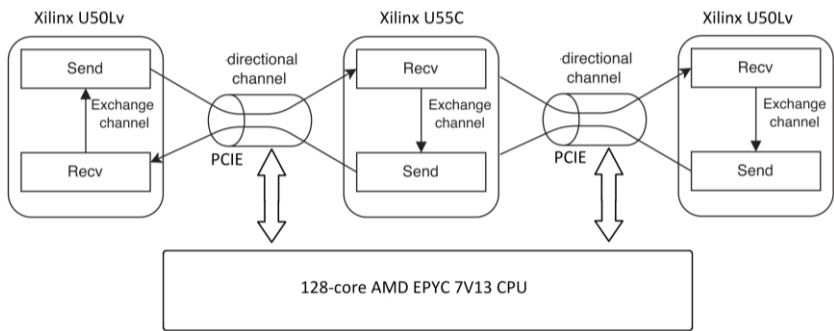 Xilinx U50Lv
Xilinx U55C
Xilinx U50Lv
Send
Exchange
channel
Recv
·directional
channel
PCIE
Recv
Exchange
channel
Send
·directional
channel
PCIE
Recv
Exchange
channel
Send
128-core AMD EPYC 7V13 CPU